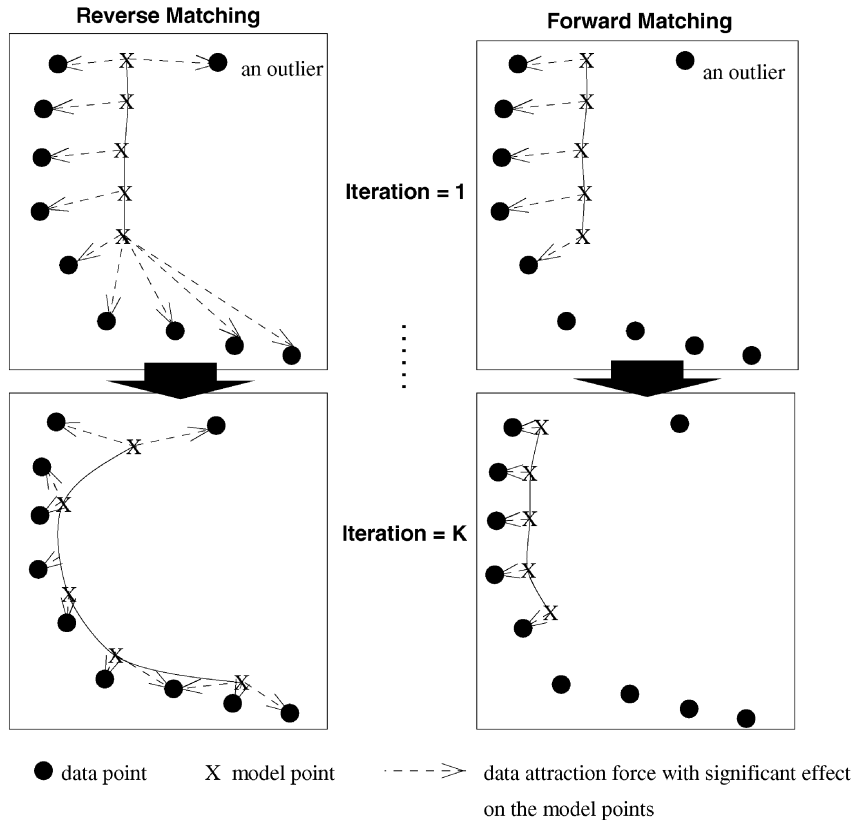 Reverse Matching
Forward Matching
an outlier
X
X
X
X
X
an outlier
X
X
X
X
X
Iteration = 1
X
X
X
X
X
X
X
X
X
X
Iteration = K
data point
X model point
data attraction force with significant effect
on the model points